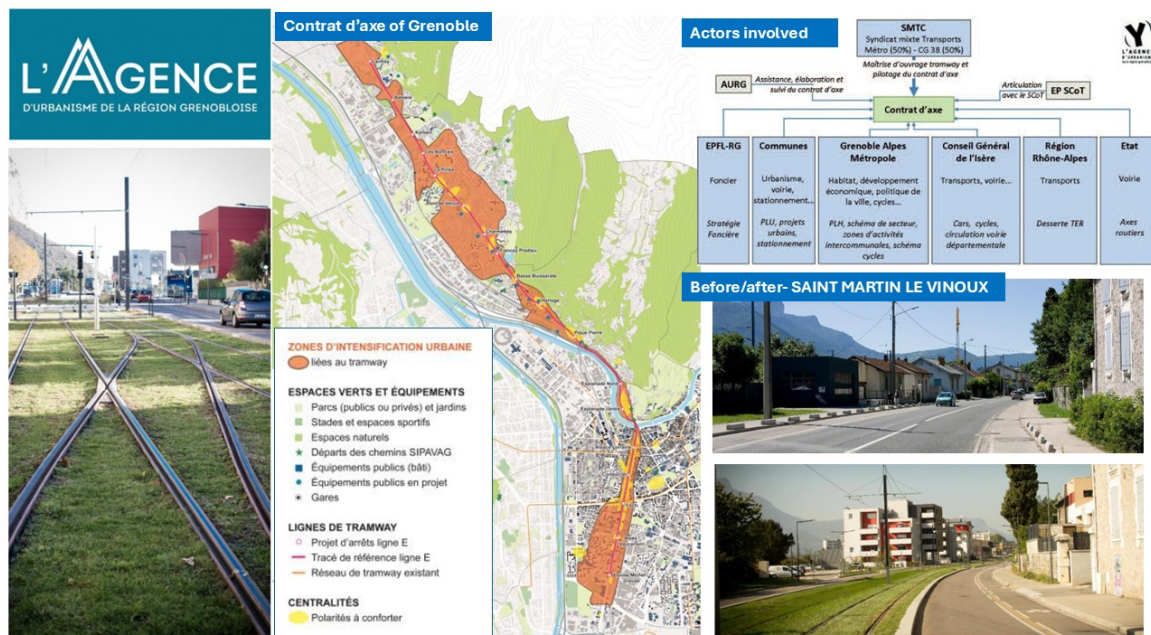 L'AGENCE
D'URBANISME DE LA RÉGION GRENOBLOISE
Contrat d'axe of Grenoble
ZONES D'INTENSIFICATION URBAINE
liées au tramway
ESPACES VERTS ET ÉQUIPEMENTS
Parcs (publics ou privés) et jardins
Stades et espaces sportifs
Espaces naturels
Départs des chemins SIPAVAG
Équipements publics (bâti)
Équipements publics en projet
Gares
LIGNES DE TRAMWAY
Projet d'arrêts ligne E
Tracé de référence ligne E
Réseau de tramway existant
CENTRALITÉS
Polarités à conforter
Actors involved
SMTC
Syndicat mixte Transports
Métro (50%) - CG 38 (50%)
Maîtrise d'ouvrage tramway et
pilotage du contrat d'axe
L'AGENCE
D'URBANISME
AURG
Assistance, élaboration et
suivi du contrat d'axe
Articulation
avec le SCoT
EP SCoT
Contrat d'axe
EPFL-RG
Foncier
Stratégie
Foncière
Communes
Urbanisme,
voirie,
stationnement...
PLU, projets
urbains,
stationnement
Grenoble Alpes
Métropole
Habitat, développement
économique, politique de
la ville, cycles...
PLH, schéma de secteur,
zones d'activités
intercommunales, schéma
cycles
Conseil Général
de l'Isère
Transports, voirie...
Cars, cycles,
circulation voirie
départementale
Région
Rhône-Alpes
Transports
Desserte TER
Etat
Voirie
Axes
routiers
Before/after- SAINT MARTIN LE VINOUX